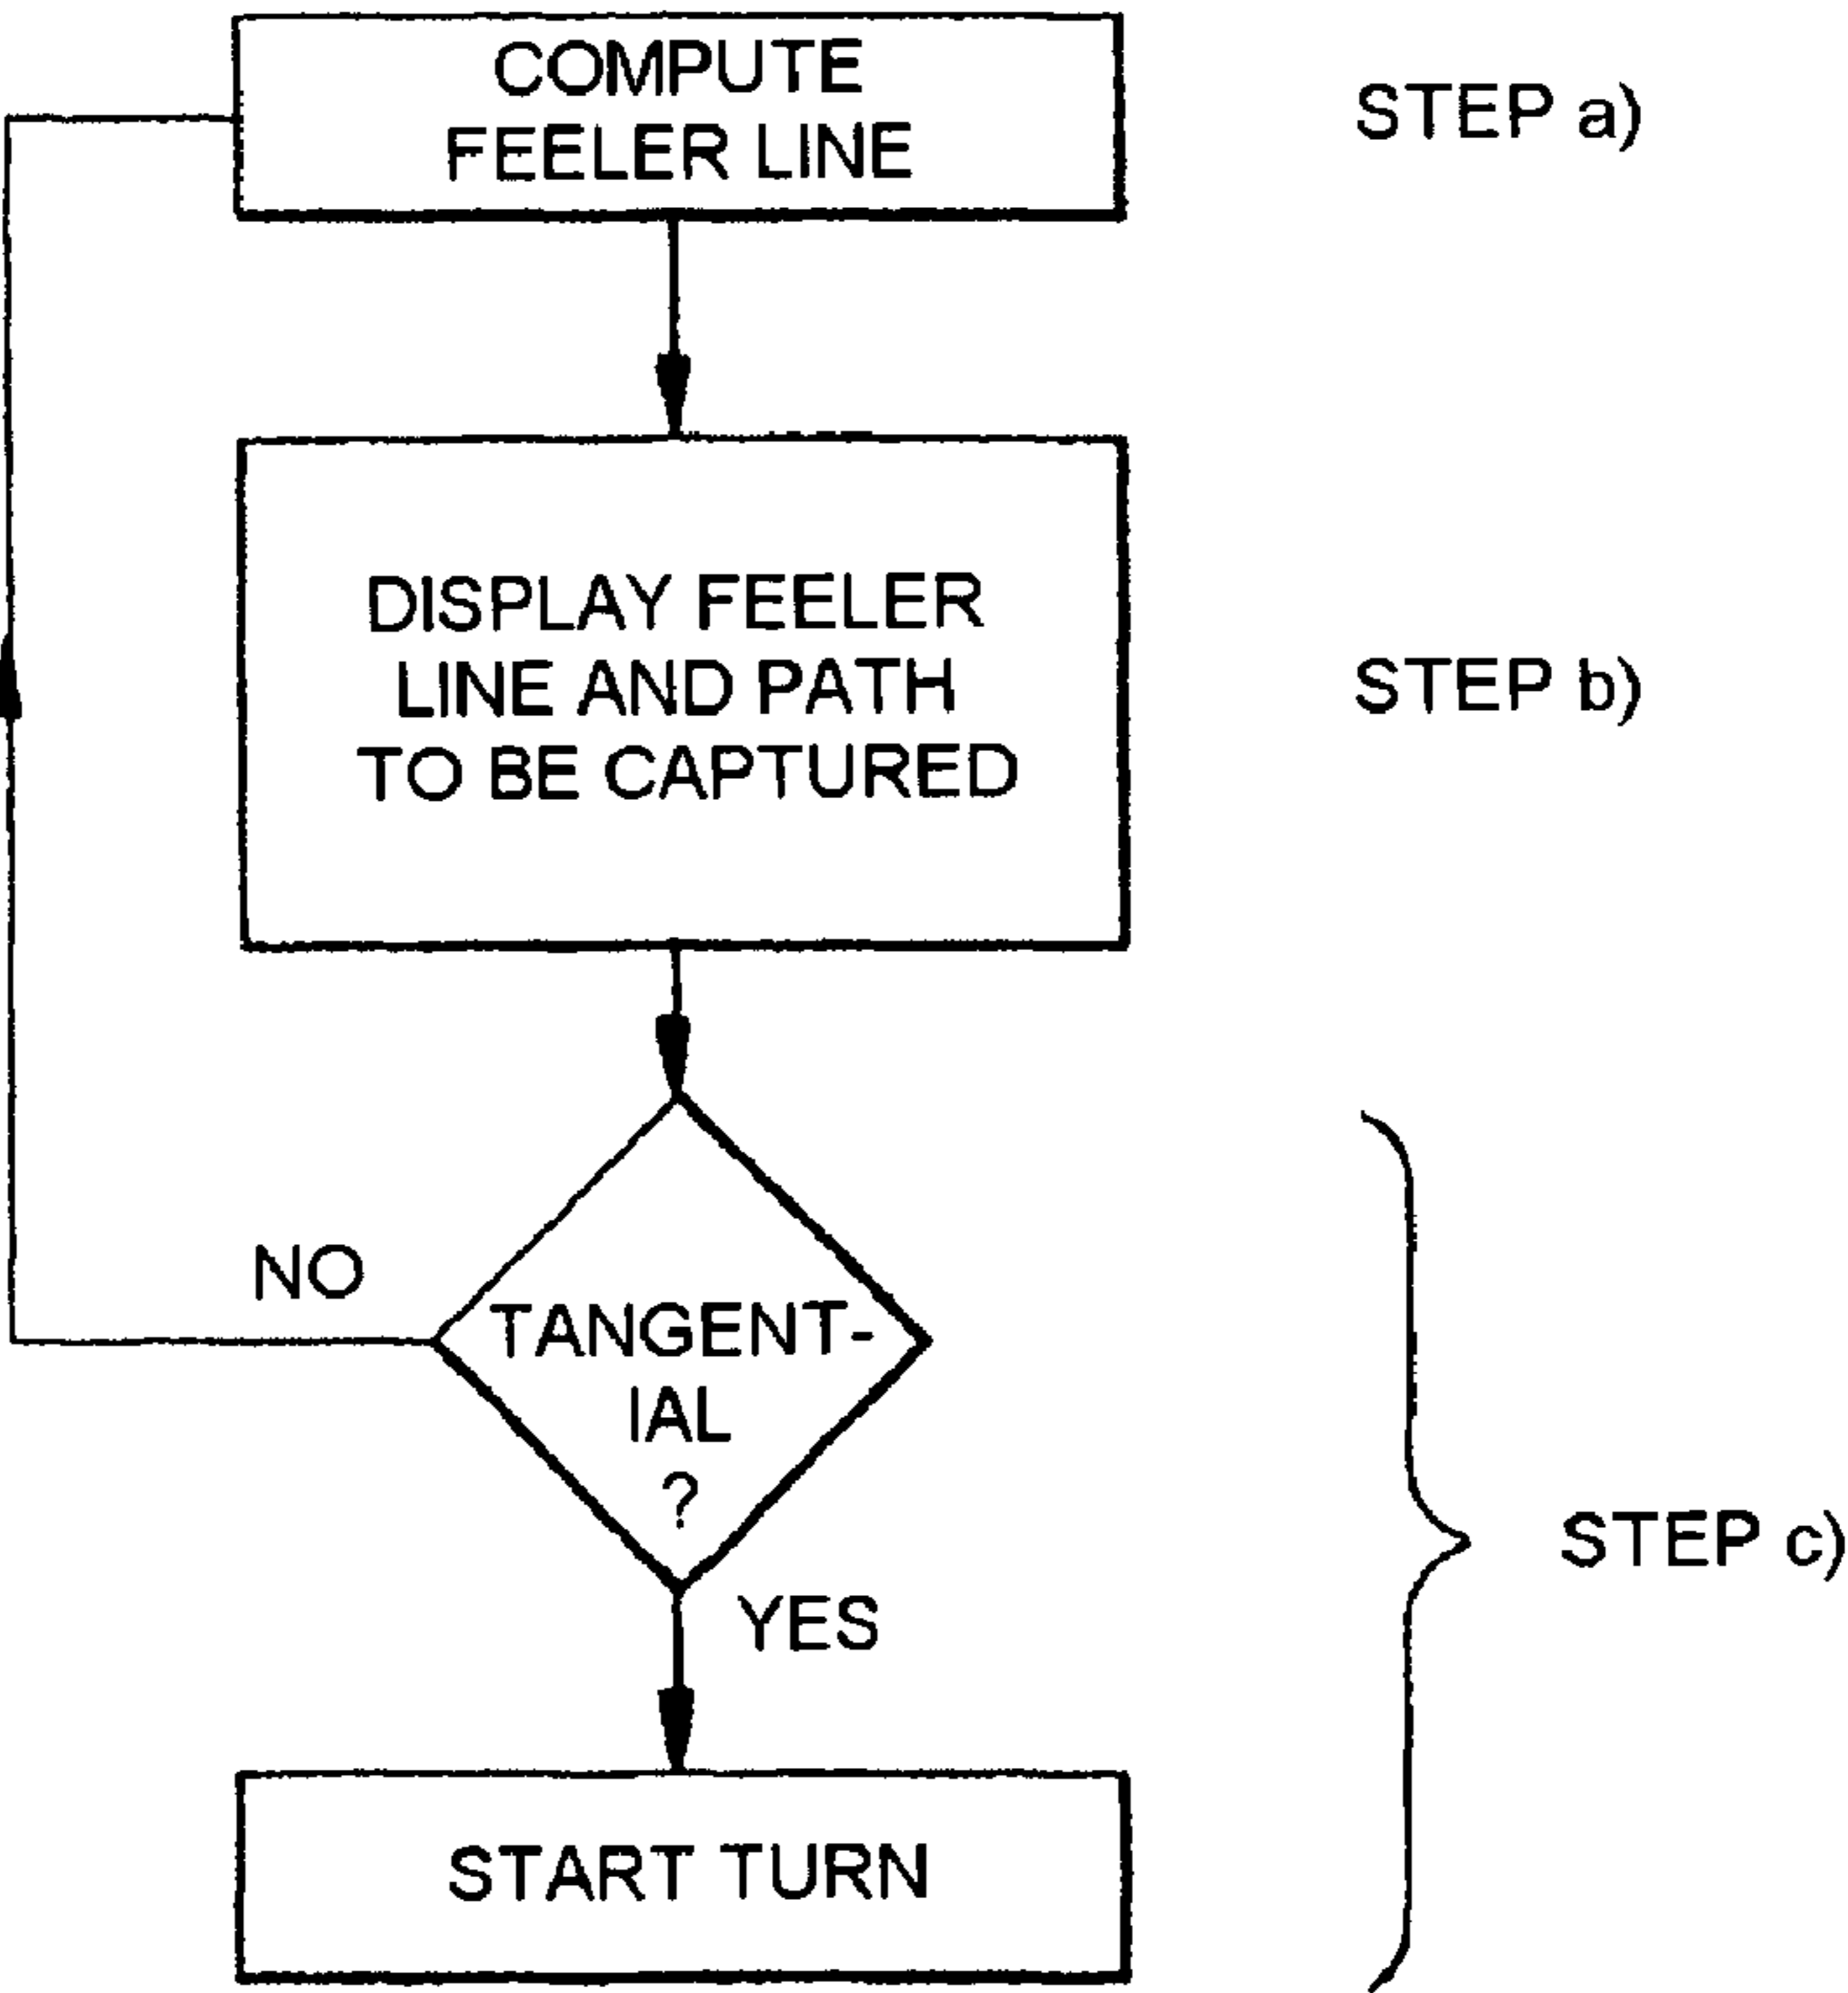 COMPUTE
FEELER LINE
STEP a)
DISPLAY FEELER
LINE AND PATH
TO BE CAPTURED
STEP b)
NO
TANGENT-
IAL
?
YES
STEP c)
START TURN